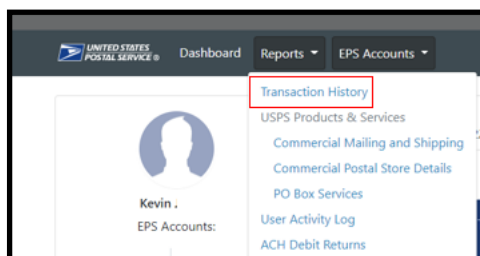 UNITED STATES
POSTAL SERVICE ®
Dashboard Reports EPS Accounts
Transaction History
USPS Products & Services
Commercial Mailing and Shipping
Commercial Postal Store Details
PO Box Services
User Activity Log
ACH Debit Returns
Kevin .
EPS Accounts: